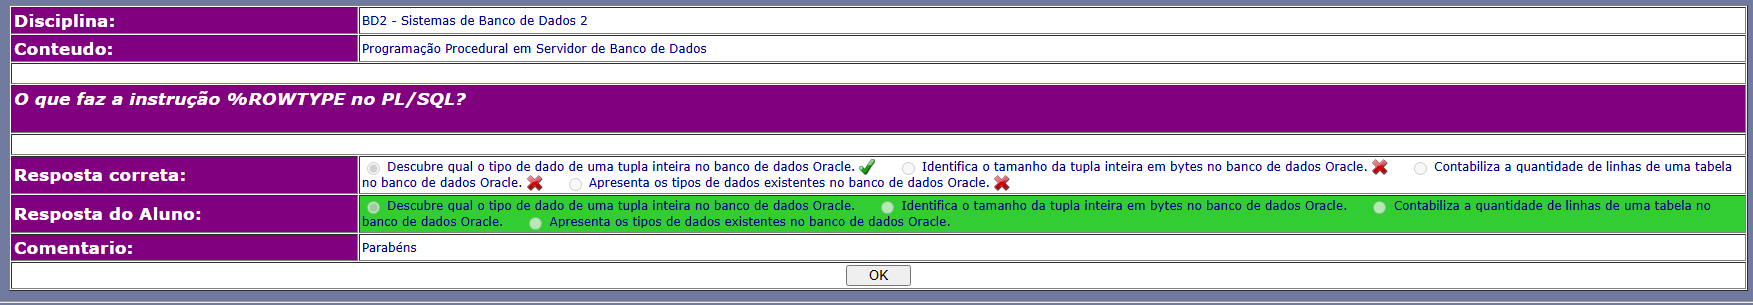 Disciplina: BD2 - Sistemas de Banco de Dados 2
Conteudo: Programação Procedural em Servidor de Banco de Dados
O que faz a instrução %ROWTYPE no PL/SQL?
Resposta correta: Descubre qual o tipo de dado de uma tupla inteira no banco de dados Oracle. Identifica o tamanho da tupla inteira em bytes no banco de dados Oracle. Contabiliza a quantidade de linhas de uma tabela
no banco de dados Oracle. Apresenta os tipos de dados existentes no banco de dados Oracle.
Resposta do Aluno: Descubre qual o tipo de dado de uma tupla inteira no banco de dados Oracle. Identifica o tamanho da tupla inteira em bytes no banco de dados Oracle. Contabiliza a quantidade de linhas de uma tabela no
banco de dados Oracle. Apresenta os tipos de dados existentes no banco de dados Oracle.
Comentario: Parabéns
OK